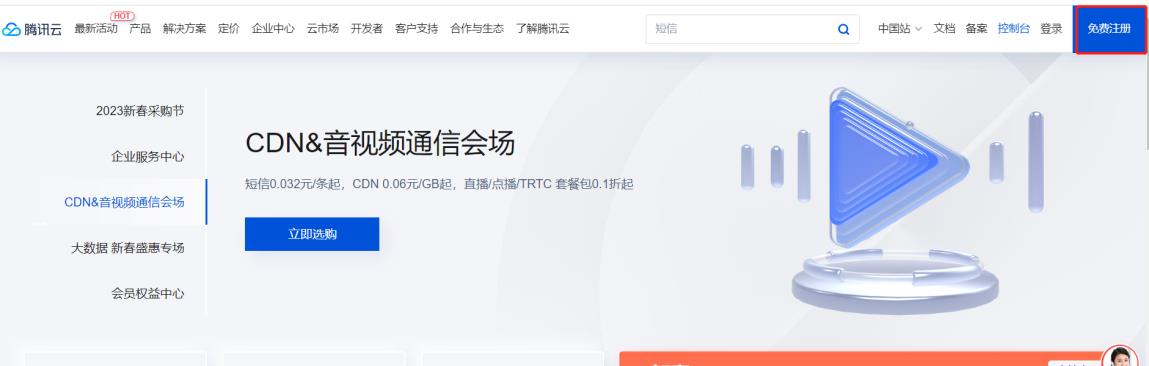 HOT
腾讯云 最新活动 产品 解决方案 定价 企业中心 云市场 开发者 客户支持 合作与生态 了解腾讯云 短信 中国站 文档 备案 控制台 登录 免费注册
2023新春采购节
企业服务中心
CDN&音视频通信会场
大数据 新春盛惠专场
会员权益中心
CDN&音视频通信会场
短信0.032元/条起，CDN 0.06元/GB起，直播/点播/TRTC 套餐包0.1折起
立即选购